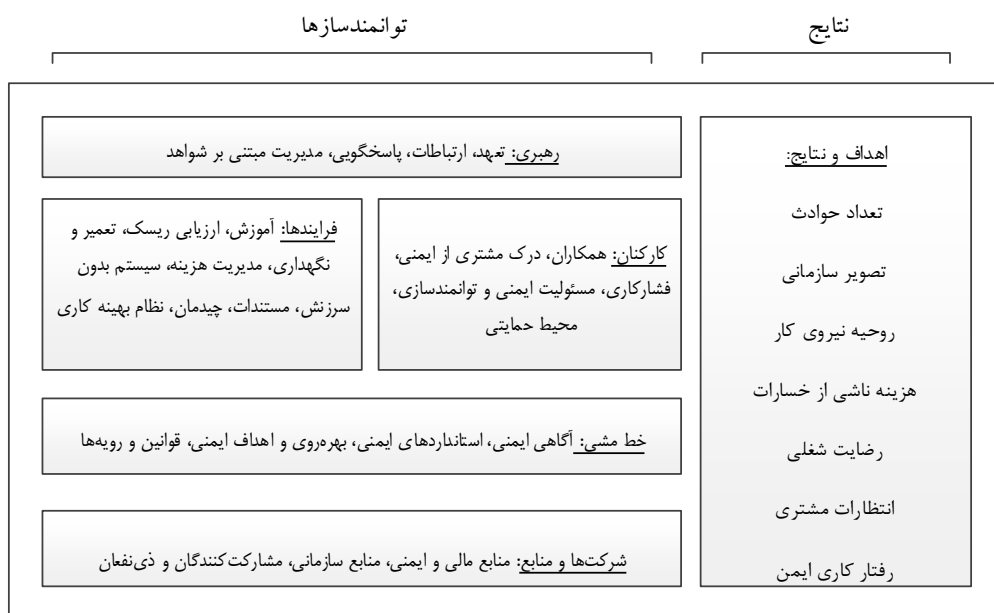 توانمندسازها
نتایج
رهبری: تعهد، ارتباطات، پاسخگویی، مدیریت مبتنی بر شواهد
کارکنان: همکاران، درک مشتری از ایمنی،
فشارکاری، مسئولیت ایمنی و توانمندسازی،
محیط حمایتی
فرایندها: آموزش، ارزیابی ریسک، تعمیر و
نگهداری، مدیریت هزینه، سیستم بدون
سرزنش، مستندات، چیدمان، نظام بهینه کاری
خط مشی: آگاهی ایمنی، استانداردهای ایمنی، بهره‌روی و اهداف ایمنی، قوانین و رویه‌ها
شرکت‌ها و منابع: منابع مالی و ایمنی، منابع سازمانی، مشارکت‌کنندگان و ذی‌نفعان
اهداف و نتایج:
تعداد حوادث
تصویر سازمانی
روحیه نیروی کار
هزینه ناشی از خسارات
رضایت شغلی
انتظارات مشتری
رفتار کاری ایمن